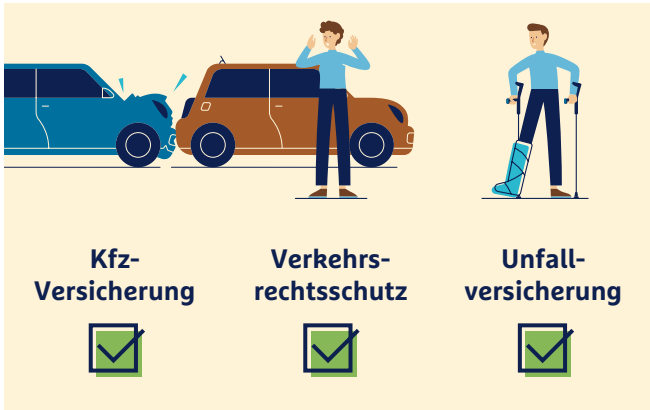 Kfz-
Versicherung
Verkehrs-
rechtsschutz
Unfall-
versicherung